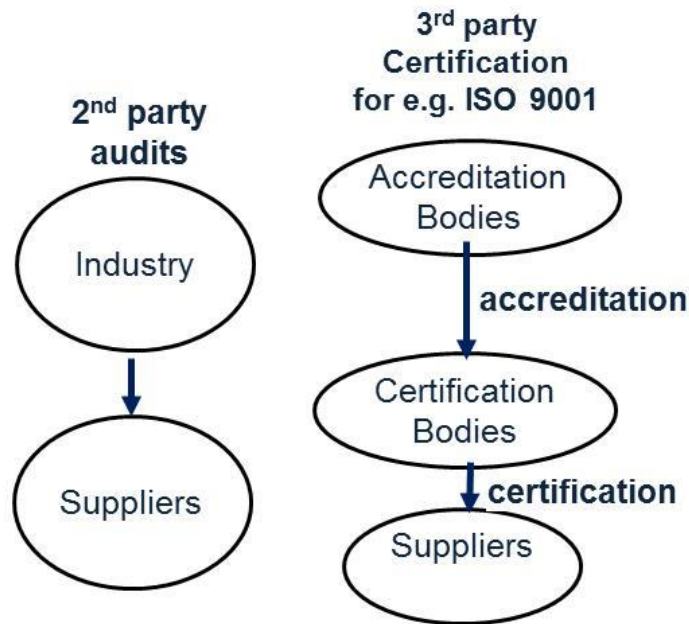 2nd party
audits
Industry
Suppliers
3rd party
Certification
for e.g. ISO 9001
Accreditation
Bodies
accreditation
Certification
Bodies
certification
Suppliers